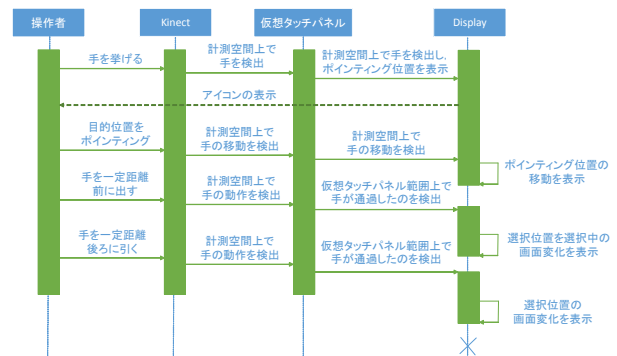 操作者
Kinect
仮想タッチパネル
Display
手を挙げる
計測空間上で
手を検出
計測空間上で手を検出し,
ポインティング位置を表示
アイコンの表示
目的位置を
ポインティング
計測空間上で
手の移動を検出
計測空間上で
手の移動を検出
ポインティング位置の
移動を表示
手を一定距離
前に出す
計測空間上で
手の動作を検出
仮想タッチパネル範囲上で
手が通過したのを検出
選択位置を選択中の
画面変化を表示
手を一定距離
後ろに引く
計測空間上で
手の動作を検出
仮想タッチパネル範囲上で
手が通過したのを検出
選択位置の
画面変化を表示